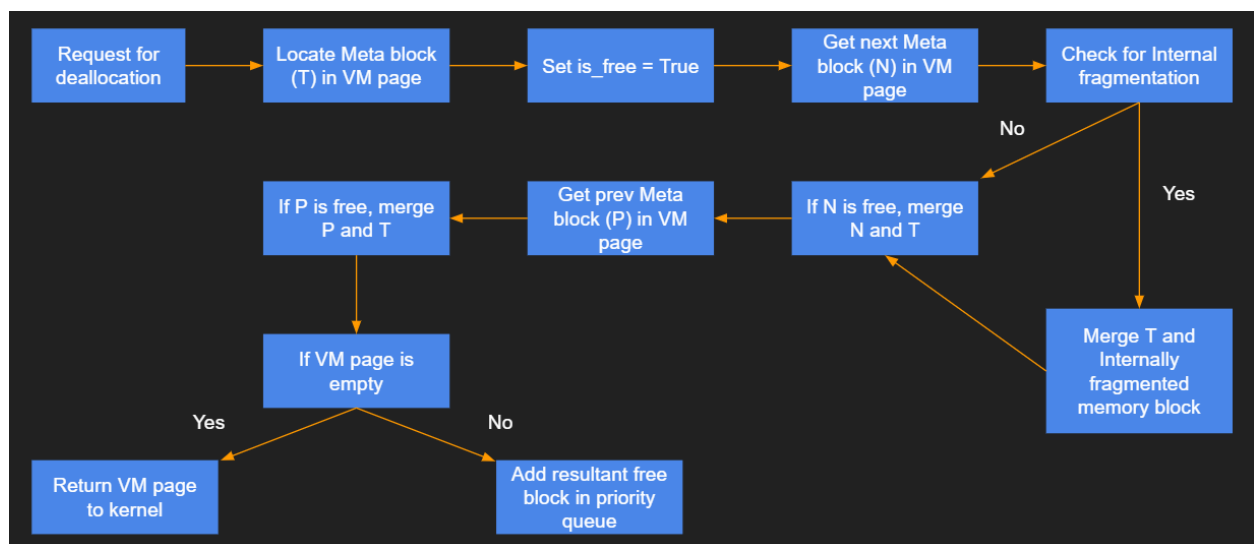 Request for
deallocation
Locate Meta block
(T) in VM page
Set is_free = True
Get next Meta
block (N) in VM
page
Check for Internal
fragmentation
No
Yes
If P is free, merge
P and T
Get prev Meta
block (P) in VM
page
If N is free, merge
N and T
If VM page is
empty
Merge T and
Internally
fragmented
memory block
Yes
No
Return VM page
to kernel
Add resultant free
block in priority
queue